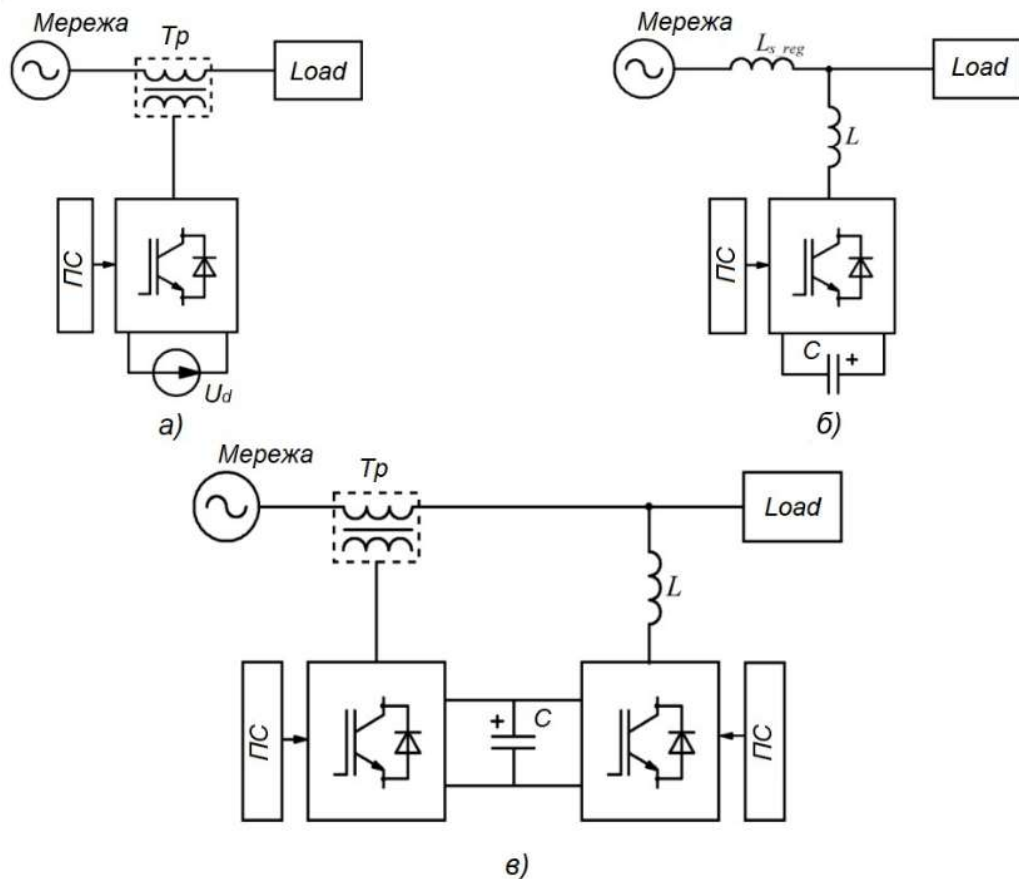 Мережа
Тр
Load
ПС
Ud
а)
Мережа
Ls reg
Load
L
ПС
C +
б)
Мережа
Тр
Load
L
ПС
+ C
ПС
в)